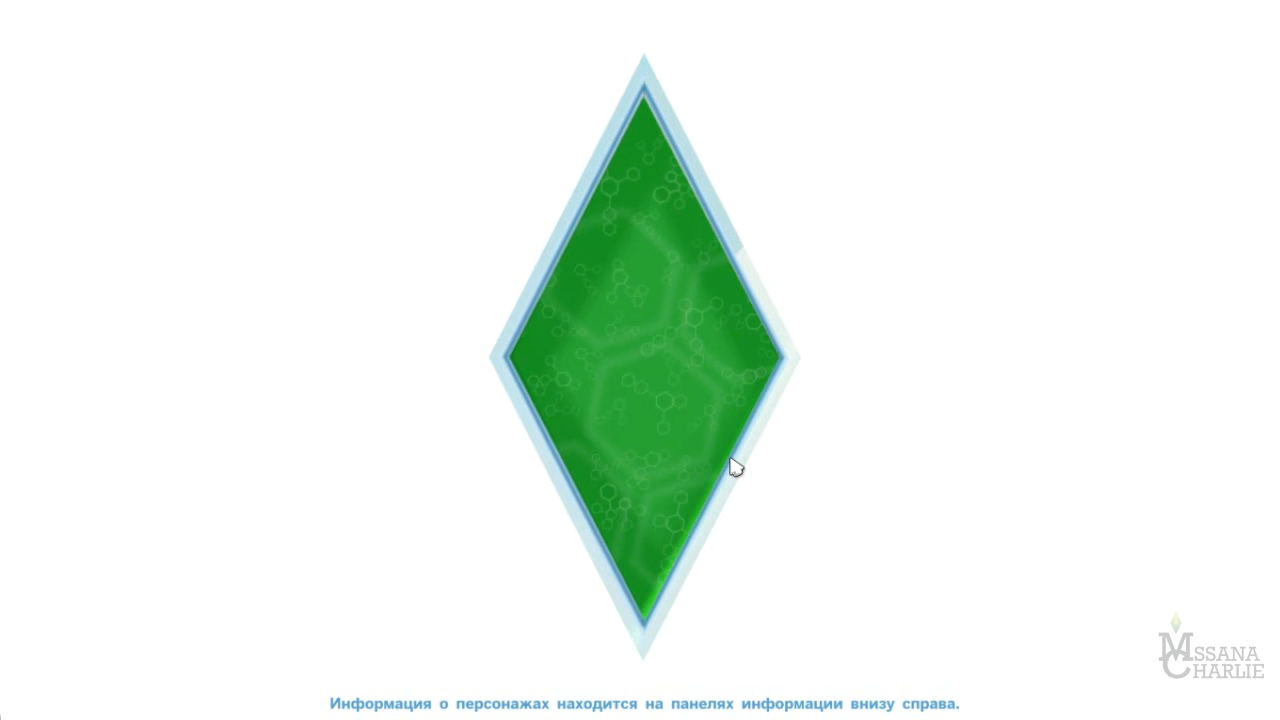 MSSANA
CHARLIE
Информация о персонажах находится на панелях информации внизу справа.